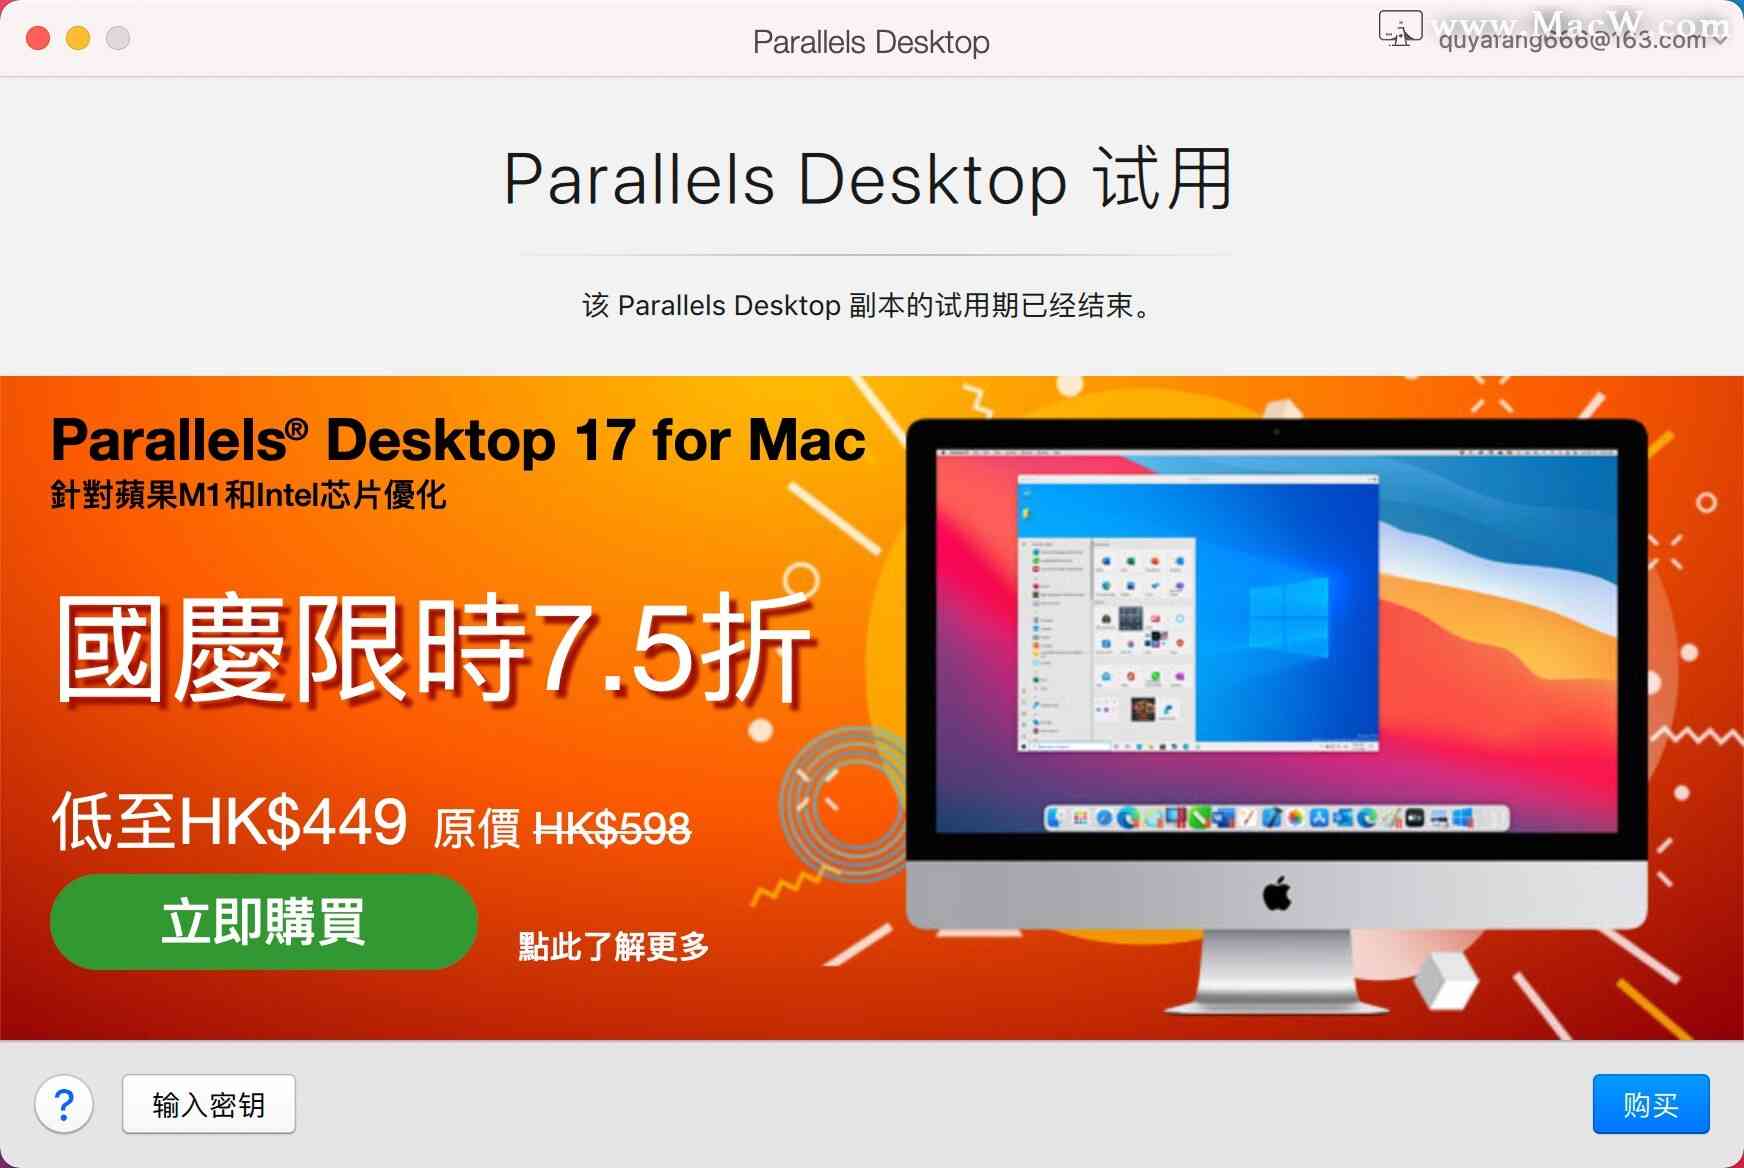 Parallels Desktop
www.MacW.com
quyafang666@163.com
Parallels Desktop 试用
该 Parallels Desktop 副本的试用期已经结束。
Parallels® Desktop 17 for Mac
針對蘋果M1和Intel芯片優化
國慶限時7.5折
低至HK$449 原價 HK$598
立即購買
點此了解更多
?
输入密钥
购买